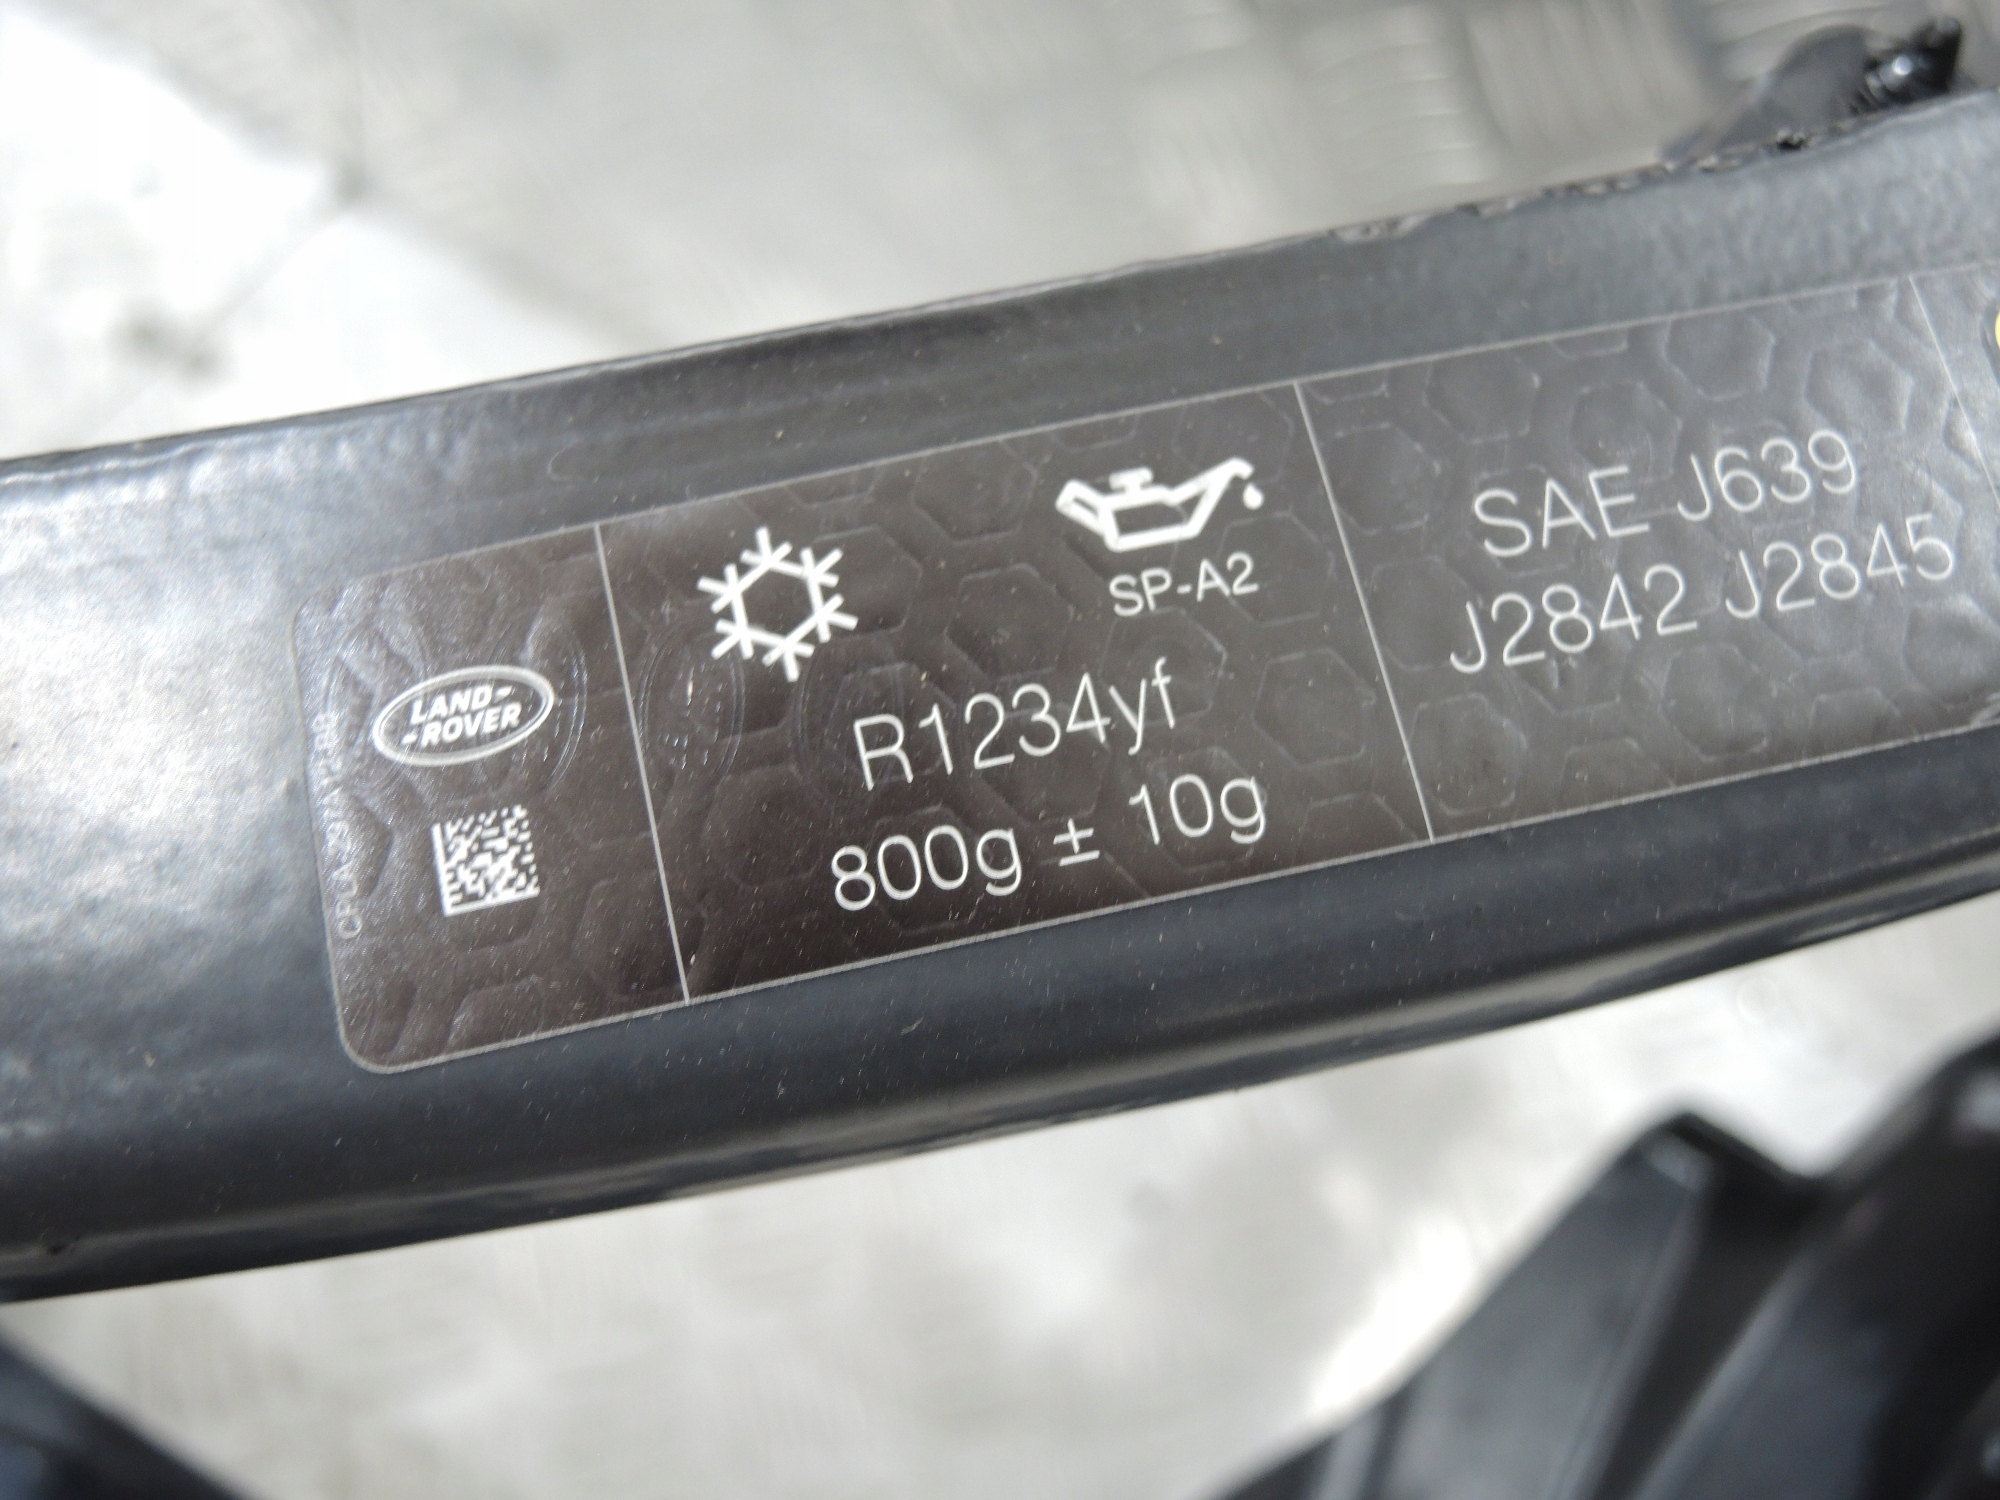 LAND-
-ROVER
SP-A2
R1234yf
800g ± 10g
SAE J639
J2842 J2845